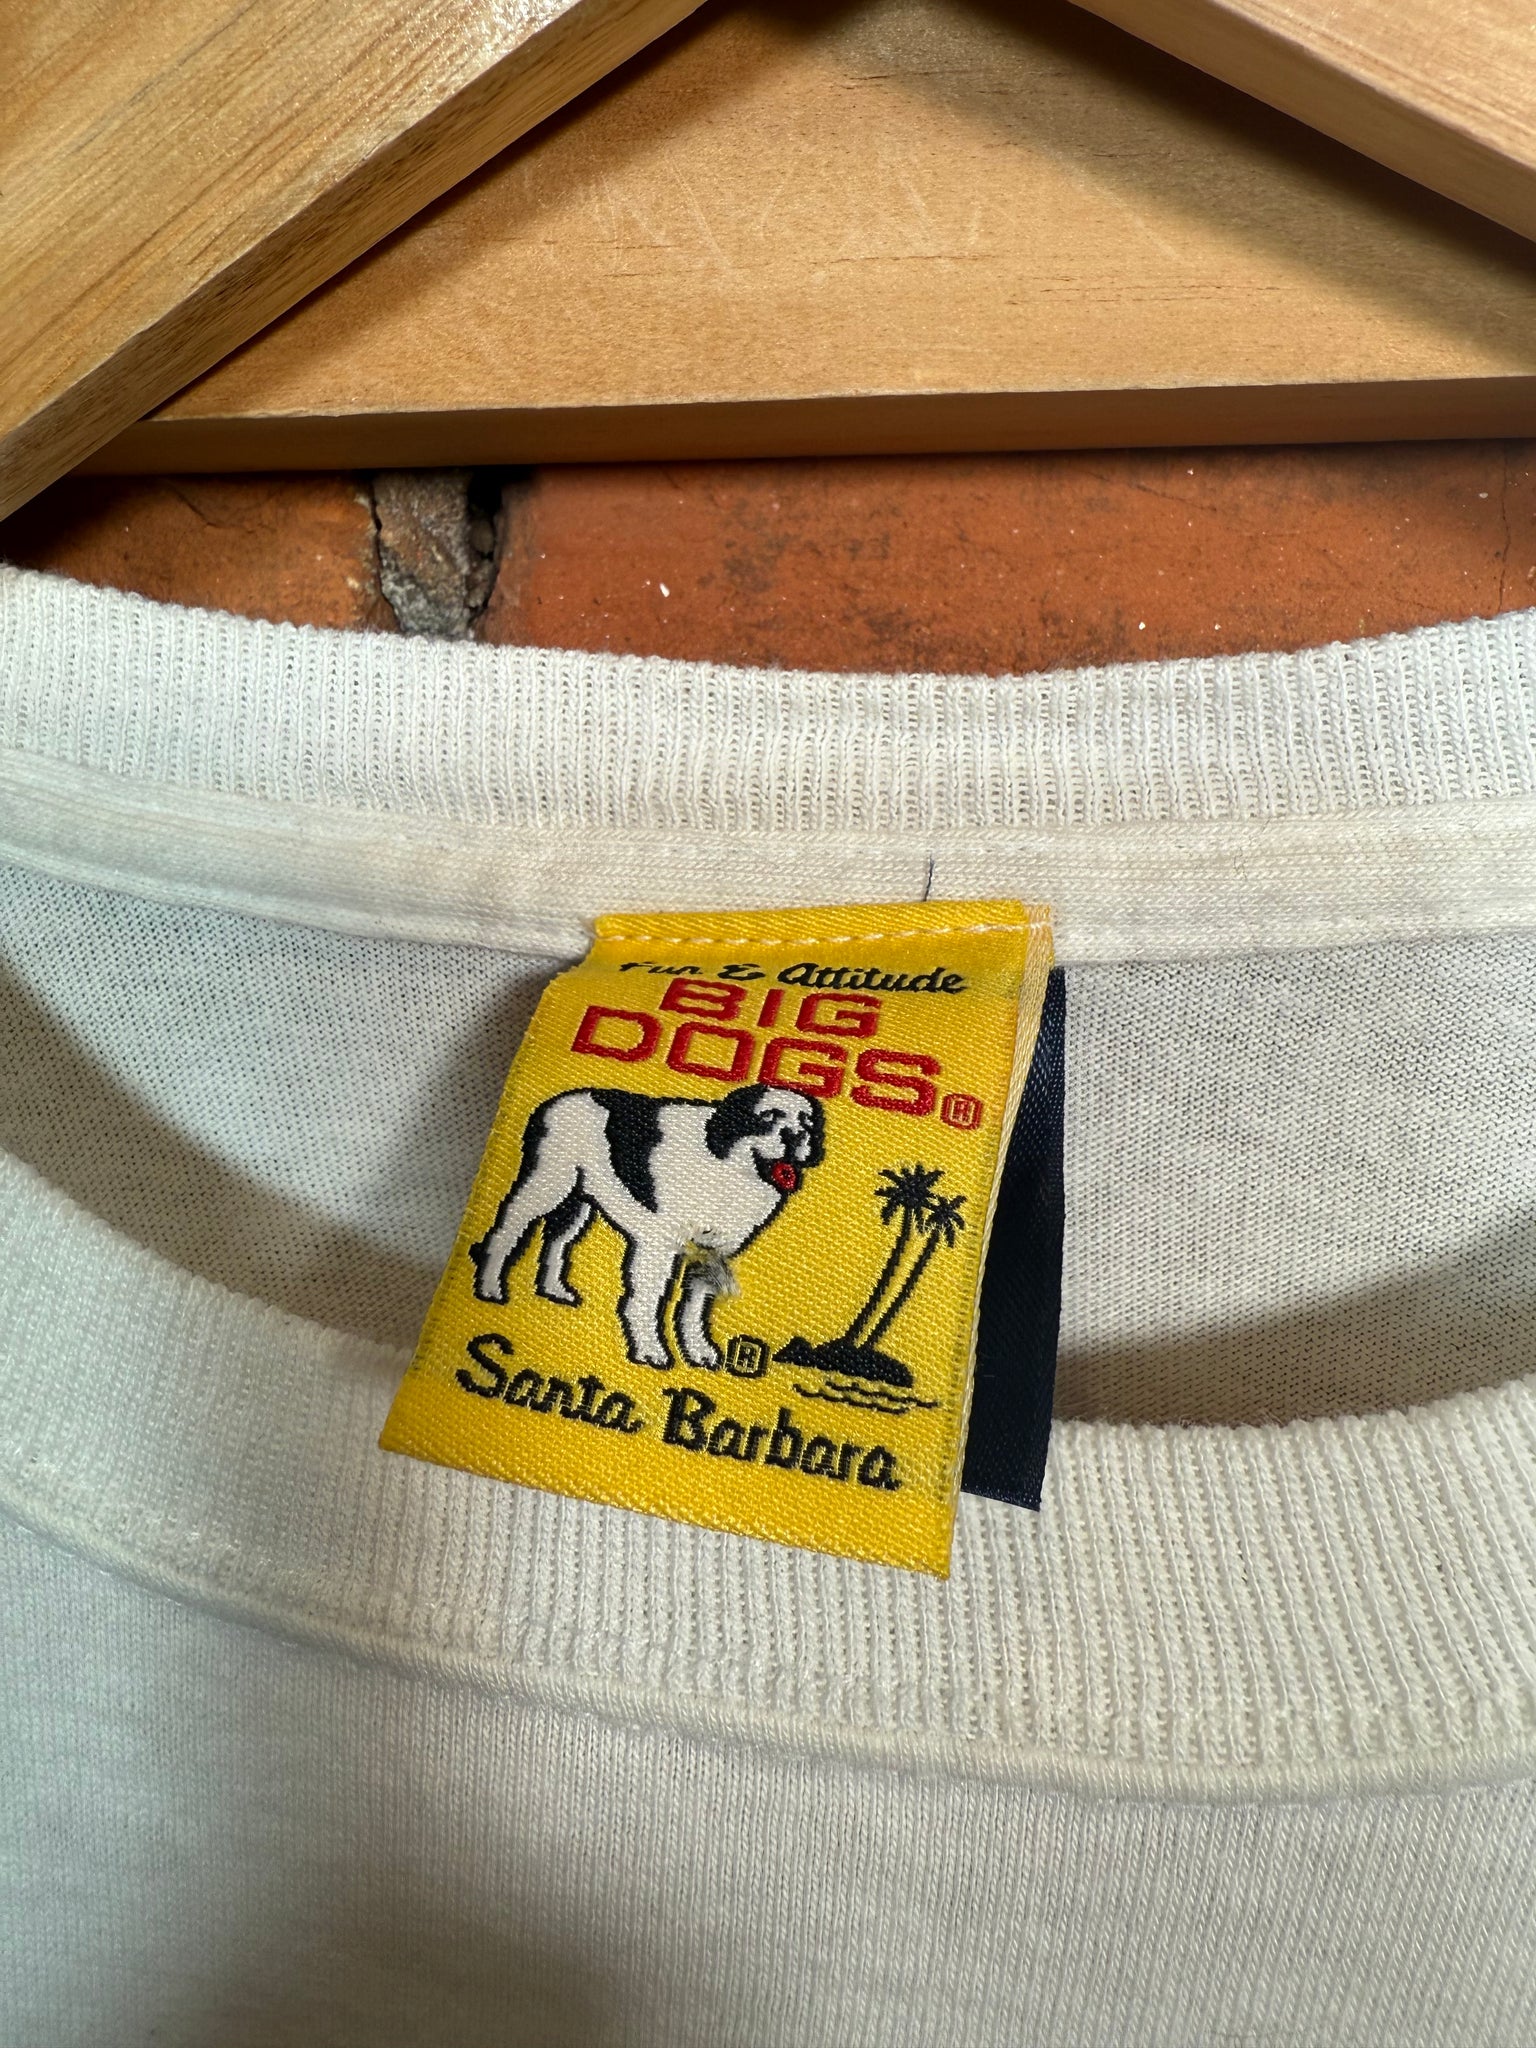 Fun & Attitude
BIG
DOGS®
®
Santa Barbara